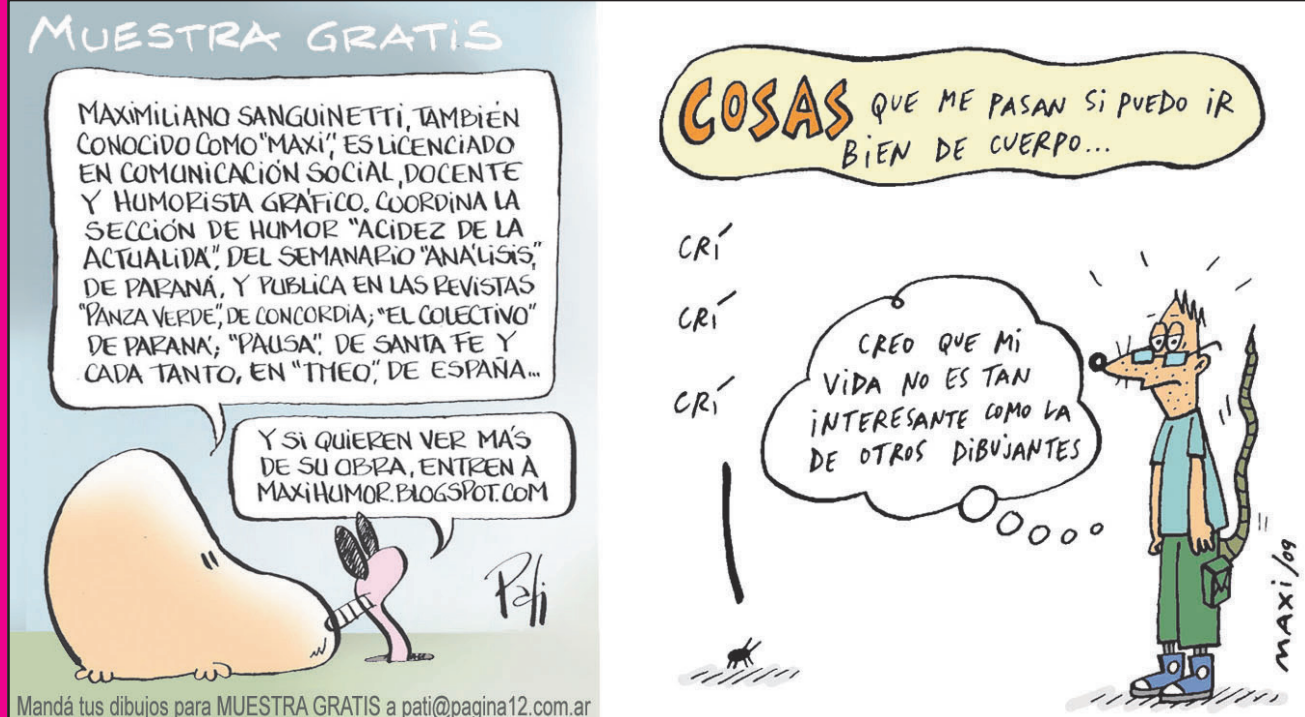 MUESTRA GRATIS
MAXIMILIANO SANGUINETTI, TAMBIÉN
CONOCIDO COMO "MAXI", ES LICENCIADO
EN COMUNICACIÓN SOCIAL, DOCENTE
Y HUMORISTA GRÁFICO. COORDINA LA
SECCIÓN DE HUMOR "ACIDEZ DE LA
ACTUALIDÁ", DEL SEMANARIO "ANÁLISIS",
DE PARANÁ, Y PUBLICA EN LAS REVISTAS
"PANZA VERDE", DE CONCORDIA; "EL COLECTIVO"
DE PARANÁ; "PAUSA", DE SANTA FE Y
CADA TANTO, EN "TMEO", DE ESPAÑA...
Y SI QUIEREN VER MÁS
DE SU OBRA, ENTREN A
MAXIHUMOR.BLOGSPOT.COM
Pati
Mandá tus dibujos para MUESTRA GRATIS a pati@pagina12.com.ar
COSAS QUE ME PASAN SI PUEDO IR
BIEN DE CUERPO...
CRÍ
CRÍ
CRÍ
CREO QUE MI
VIDA NO ES TAN
INTERESANTE COMO LA
DE OTROS DIBUJANTES
MAXI/09